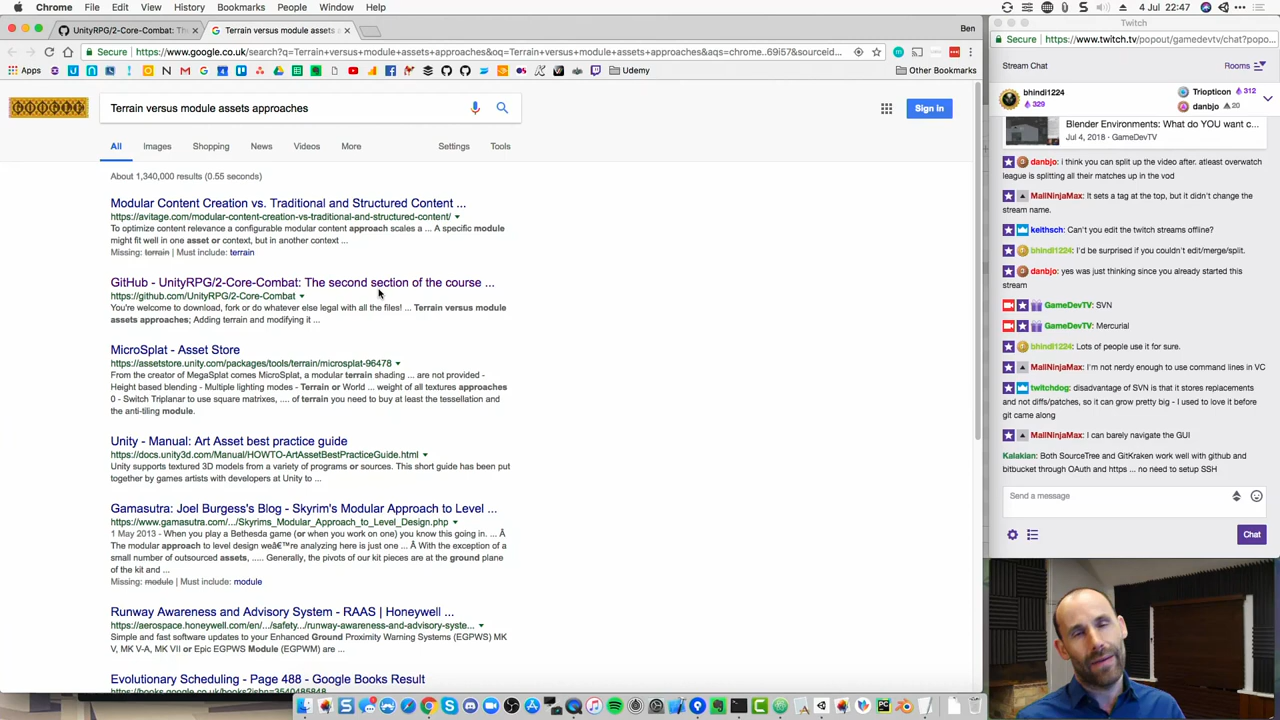 Chrome File Edit View History Bookmarks People Window Help
4 Jul 22:47
UnityRPG/2-Core-Combat: The
Terrain versus module assets a
Ben
Secure https://www.google.co.uk/search?q=Terrain+versus+module+assets+approaches&oq=Terrain+versus+module+assets+approaches&aqs=chrome..69i57&sourceid...
Apps
Udemy
Other Bookmarks
Terrain versus module assets approaches
Sign in
All Images Shopping News Videos More Settings Tools
About 1,340,000 results (0.55 seconds)
Modular Content Creation vs. Traditional and Structured Content ...
https://avitage.com/modular-content-creation-vs-traditional-and-structured-content/
To optimize content relevance a configurable modular content approach scales a ... A specific module
might fit well in one asset or context, but in another context ...
Missing: terrain | Must include: terrain
GitHub - UnityRPG/2-Core-Combat: The second section of the course ...
https://github.com/UnityRPG/2-Core-Combat
You're welcome to download, fork or do whatever else legal with all the files! ... Terrain versus module
assets approaches; Adding terrain and modifying it ...
MicroSplat - Asset Store
https://assetstore.unity.com/packages/tools/terrain/microsplat-96478
From the creator of MegaSplat comes MicroSplat, a modular terrain shading ... are not provided -
Height based blending - Multiple lighting modes - Terrain or World ... weight of all textures approaches
0 - Switch Triplanar to use square matrixes, .... of terrain you need to buy at least the tessellation and
the anti-tiling module.
Unity - Manual: Art Asset best practice guide
https://docs.unity3d.com/Manual/HOWTO-ArtAssetBestPracticeGuide.html
Unity supports textured 3D models from a variety of programs or sources. This short guide has been put
together by games artists with developers at Unity to ...
Gamasutra: Joel Burgess's Blog - Skyrim's Modular Approach to Level ...
https://www.gamasutra.com/.../Skyrims_Modular_Approach_to_Level_Design.php
1 May 2013 - When you play a Bethesda game (or when you work on one) you know this going in. ... Â
The modular approach to level design weâ€™re analyzing here is just one ... Â With the exception of a
small number of outsourced assets, ..... Generally, the pivots of our kit pieces are at the ground plane
of the kit and ...
Missing: module | Must include: module
Runway Awareness and Advisory System - RAAS | Honeywell ...
https://aerospace.honeywell.com/en/.../safety.../runway-awareness-and-advisory-syste...
Simple and fast software updates to your Enhanced Ground Proximity Warning Systems (EGPWS) MK
V, MK V-A, MK VII or Epic EGPWS Module (EGPWM) are ...
Evolutionary Scheduling - Page 488 - Google Books Result
https://books.google.co.uk/books?isbn=3540485848
Twitch
Secure https://www.twitch.tv/popout/gamedevtv/chat?popo...
Stream Chat
Rooms
bhindi1224
329
Triopticon 312
danbjo 20
Blender Environments: What do YOU want c...
Jul 4, 2018 · GameDevTV
danbjo: i think you can split up the video after. atleast overwatch
league is splitting all their matches up in the vod
MallNinjaMax: It sets a tag at the top, but it didn't change the
stream name.
keithsch: Can't you edit the twitch streams offline?
bhindi1224: I'd be surprised if you couldn't edit/merge/split.
danbjo: yes was just thinking since you already started this
stream
GameDevTV: SVN
GameDevTV: Mercurial
bhindi1224: Lots of people use it for sure.
MallNinjaMax: I'm not nerdy enough to use command lines in VC
twitchdog: disadvantage of SVN is that it stores replacements
and not diffs/patches, so it can grow pretty big - I used to love it before
git came along
MallNinjaMax: I can barely navigate the GUI
Kalakian: Both SourceTree and GitKraken work well with github and
bitbucket through OAuth and https ... no need to setup SSH
Send a message
Chat